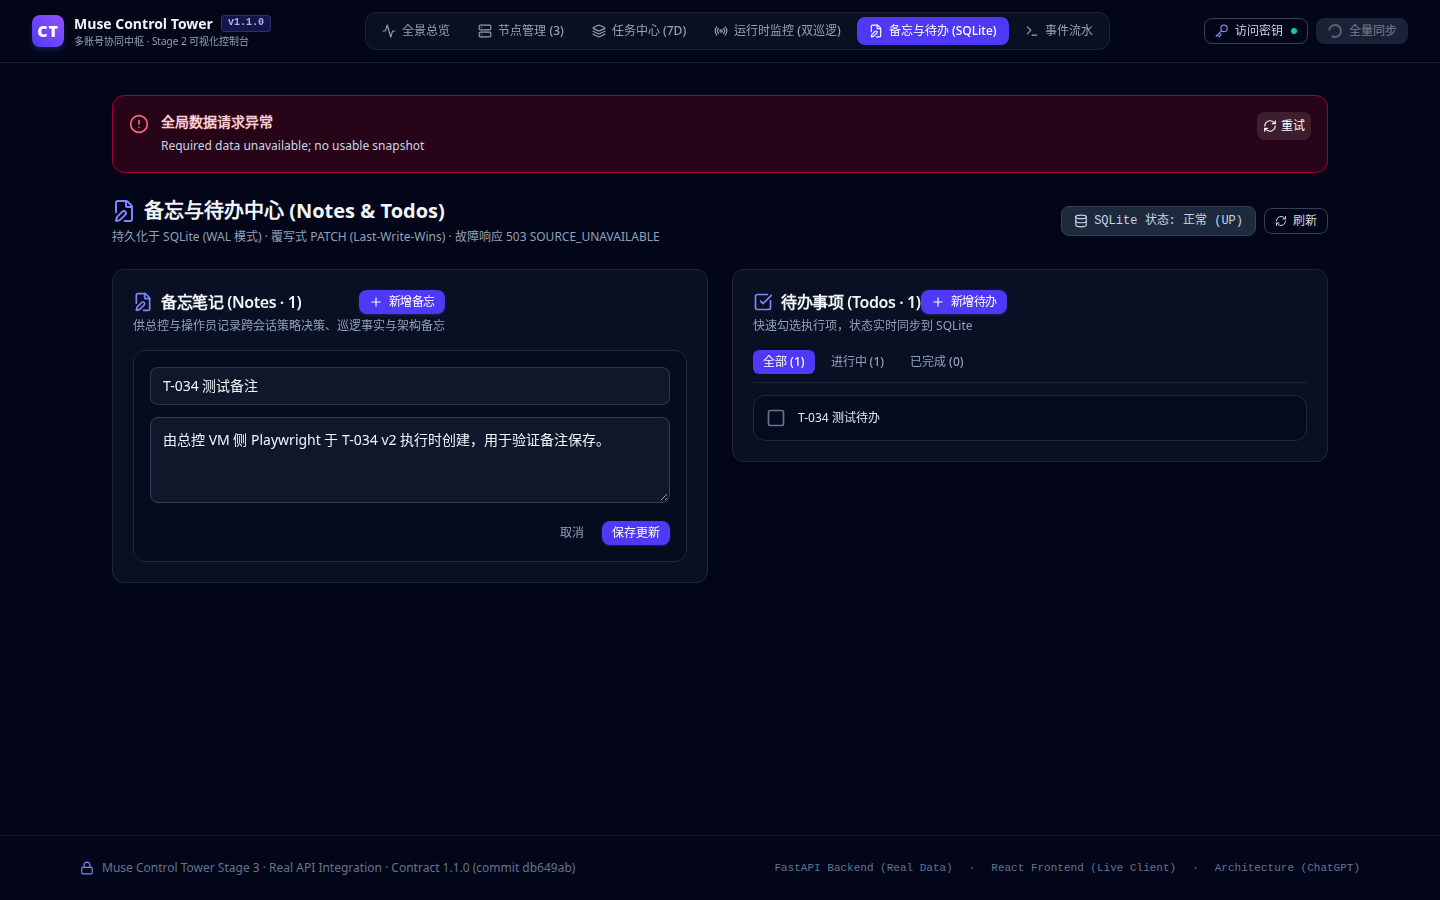 CT
Muse Control Tower v1.1.0
多账号协同中枢 · Stage 2 可视化控制台
全景总览
节点管理 (3)
任务中心 (7D)
运行时监控 (双巡逻)
备忘与待办 (SQLite)
事件流水
访问密钥
全量同步
全局数据请求异常
Required data unavailable; no usable snapshot
重试
备忘与待办中心 (Notes & Todos)
持久化于 SQLite (WAL 模式) · 覆写式 PATCH (Last-Write-Wins) · 故障响应 503 SOURCE_UNAVAILABLE
SQLite 状态: 正常 (UP)
刷新
备忘笔记 (Notes · 1)
新增备忘
供总控与操作员记录跨会话策略决策、巡逻事实与架构备忘
T-034 测试备注
由总控 VM 侧 Playwright 于 T-034 v2 执行时创建，用于验证备注保存。
取消
保存更新
待办事项 (Todos · 1)
新增待办
快速勾选执行项，状态实时同步到 SQLite
全部 (1)
进行中 (1)
已完成 (0)
T-034 测试待办
Muse Control Tower Stage 3 · Real API Integration · Contract 1.1.0 (commit db649ab)
FastAPI Backend (Real Data) · React Frontend (Live Client) · Architecture (ChatGPT)